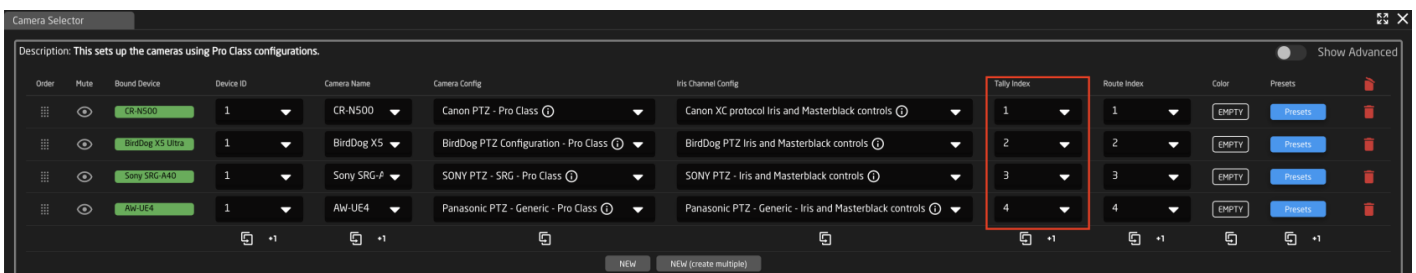 Camera Selector
Description: This sets up the cameras using Pro Class configurations.
Show Advanced
Order Mute Bound Device Device ID Camera Name Camera Config Iris Channel Config Tally Index Route Index Color Presets
CR-N500 1 CR-N500 Canon PTZ - Pro Class Canon XC protocol Iris and Masterblack controls 1 1 EMPTY Presets
BirdDog X5 Ultra 1 BirdDog X5 BirdDog PTZ Configuration - Pro Class BirdDog PTZ Iris and Masterblack controls 2 2 EMPTY Presets
Sony SRG-A40 1 Sony SRG-A SONY PTZ - SRG - Pro Class SONY PTZ - Iris and Masterblack controls 3 3 EMPTY Presets
AW-UE4 1 AW-UE4 Panasonic PTZ - Generic - Pro Class Panasonic PTZ - Generic - Iris and Masterblack controls 4 4 EMPTY Presets
+1 +1 +1 +1 +1
NEW NEW (create multiple)